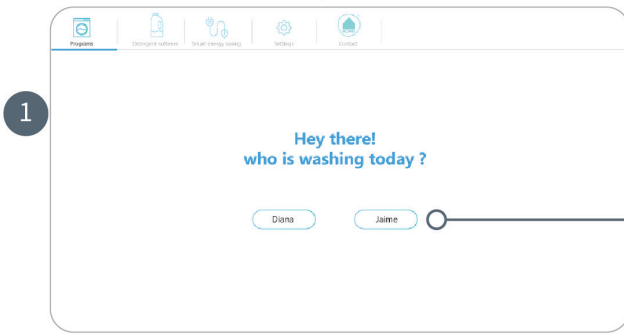 Programs Detergent softener Smart energy saving Settings Contact
1
Hey there!
who is washing today ?
Diana Jaime